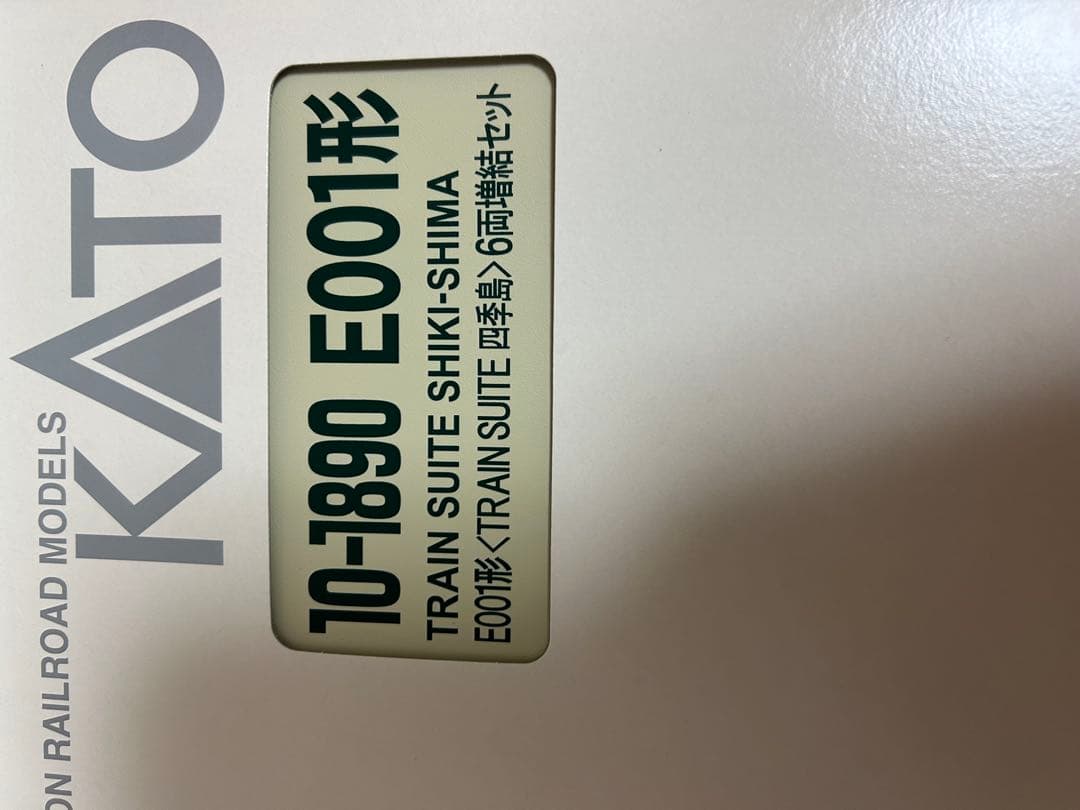 ON RAILROAD MODELS
KATO
10-1890 E001形
TRAIN SUITE SHIKI-SHIMA
E001形〈TRAIN SUITE 四季島〉6両増結セット